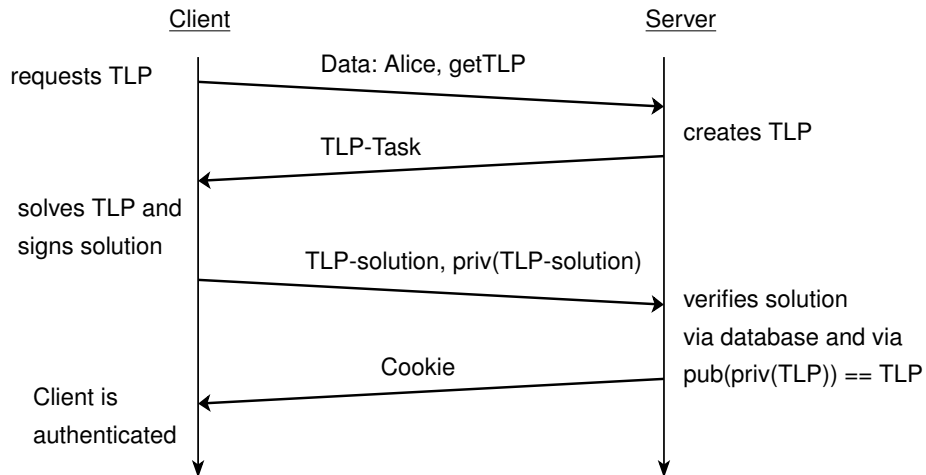 Client
Server
Data: Alice, getTLP
requests TLP
creates TLP
TLP-Task
solves TLP and
signs solution
TLP-solution, priv(TLP-solution)
verifies solution
via database and via
pub(priv(TLP)) == TLP
Cookie
Client is
authenticated